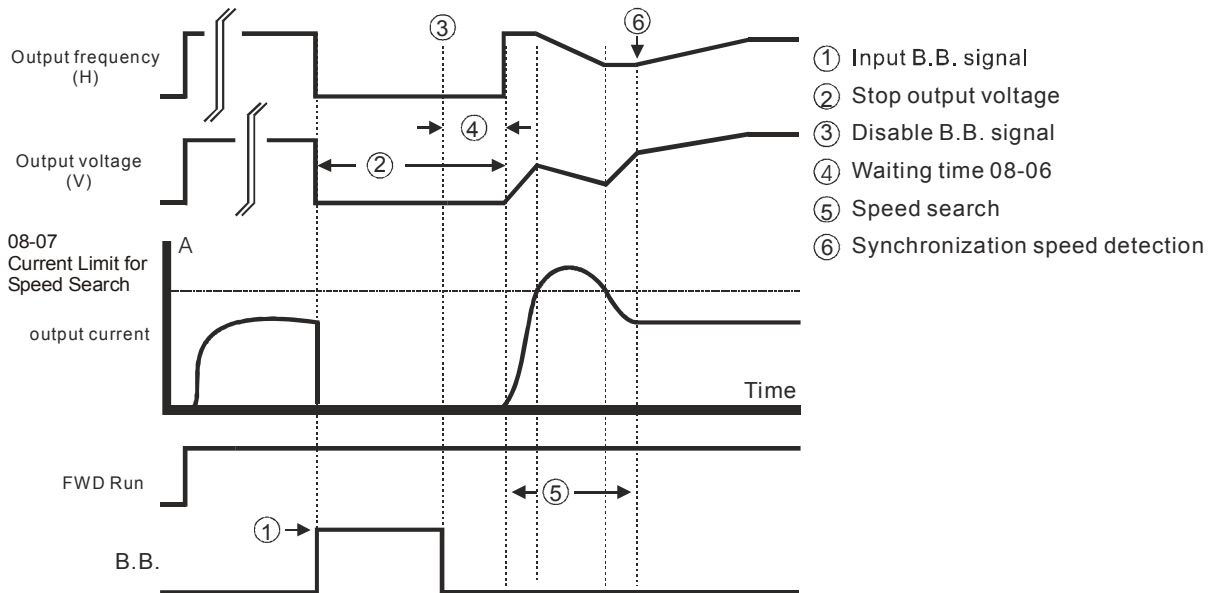 Output frequency
(H)
③
⑥
④
Output voltage
(V)
②
① Input B.B. signal
② Stop output voltage
③ Disable B.B. signal
④ Waiting time 08-06
⑤ Speed search
⑥ Synchronization speed detection
08-07
Current Limit for
Speed Search
A
output current
Time
FWD Run
⑤
①
B.B.